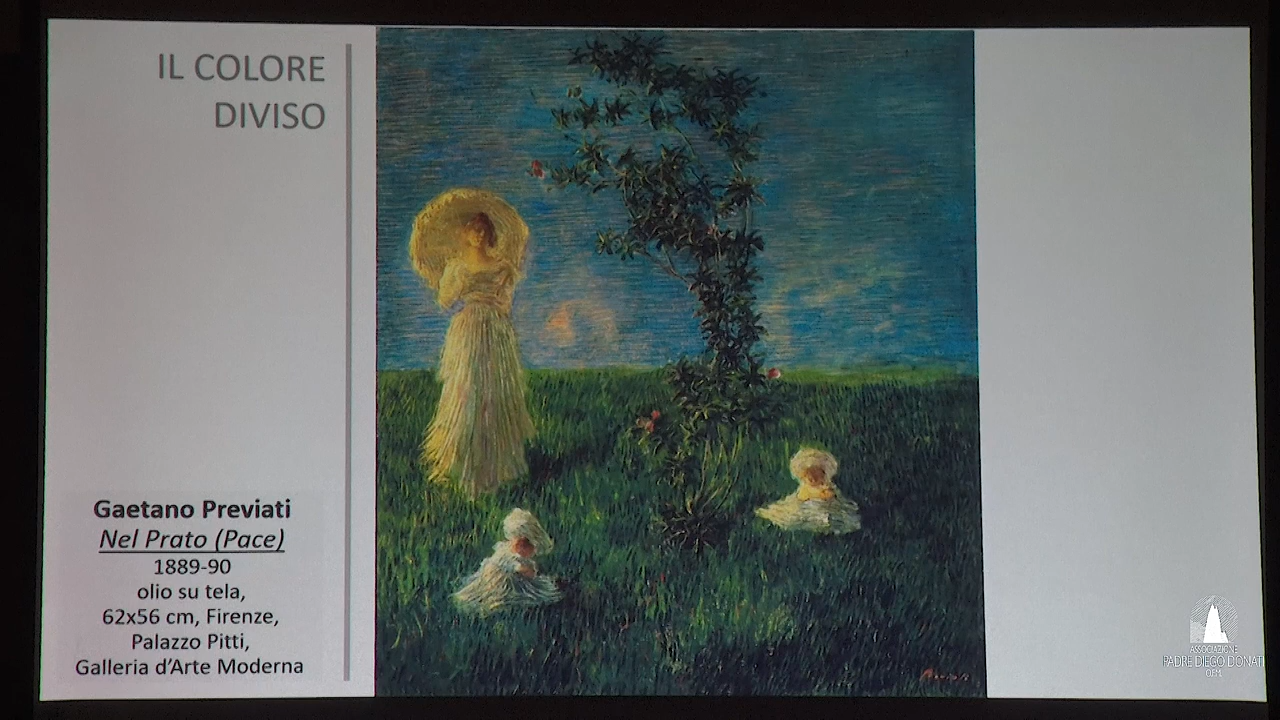 IL COLORE
DIVISO
Gaetano Previati
Nel Prato (Pace)
1889-90
olio su tela,
62x56 cm, Firenze,
Palazzo Pitti,
Galleria d'Arte Moderna
ASSOCIAZIONE
PADRE DIEGO DONATI